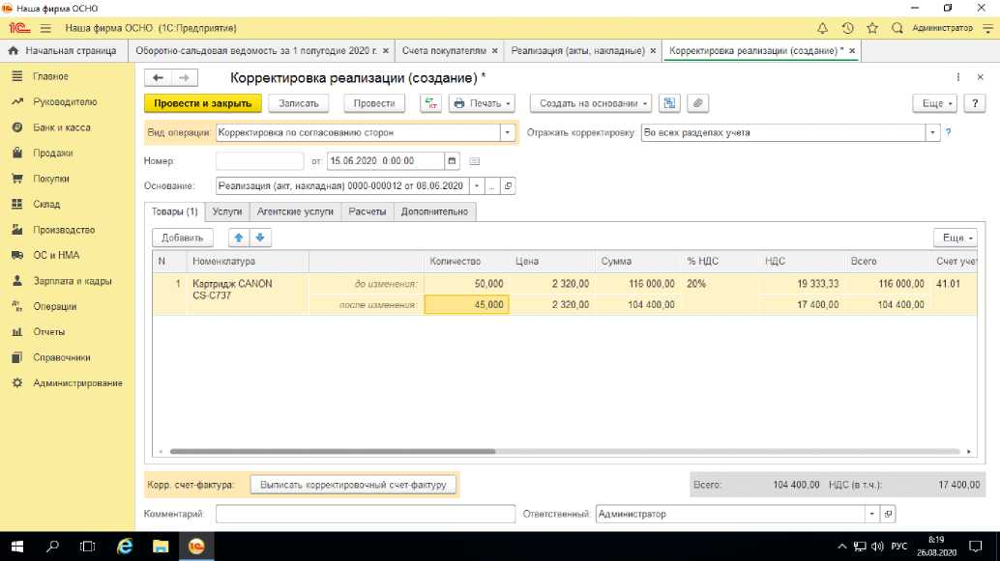 Наша фирма ОСНО
Наша фирма ОСНО (1С:Предприятие)
Администратор
Начальная страница
Оборотно-сальдовая ведомость за 1 полугодие 2020 г. ×
Счета покупателям ×
Реализация (акты, накладные) ×
Корректировка реализации (создание) * ×
Главное
Руководителю
Банк и касса
Продажи
Покупки
Склад
Производство
ОС и НМА
Зарплата и кадры
Операции
Отчеты
Справочники
Администрирование
Корректировка реализации (создание) *
Провести и закрыть Записать Провести Дт Кт Печать Создать на основании Еще ?
Вид операции: Корректировка по согласованию сторон Отражать корректировку: Во всех разделах учета ?
Номер: от: 15.06.2020 0:00:00
Основание: Реализация (акт, накладная) 0000-000012 от 08.06.2020 ...
Товары (1) Услуги Агентские услуги Расчеты Дополнительно
Добавить Еще
N Номенклатура Количество Цена Сумма % НДС НДС Всего Счет учет
1 Картридж CANON до изменения: 50,000 2 320,00 116 000,00 20% 19 333,33 116 000,00 41.01
CS-C737 после изменения: 45,000 2 320,00 104 400,00 17 400,00 104 400,00
Корр. счет-фактура: Выписать корректировочный счет-фактуру Всего: 104 400,00 НДС (в т.ч.): 17 400,00
Комментарий: Ответственный: Администратор
РУС
8:19
26.08.2020